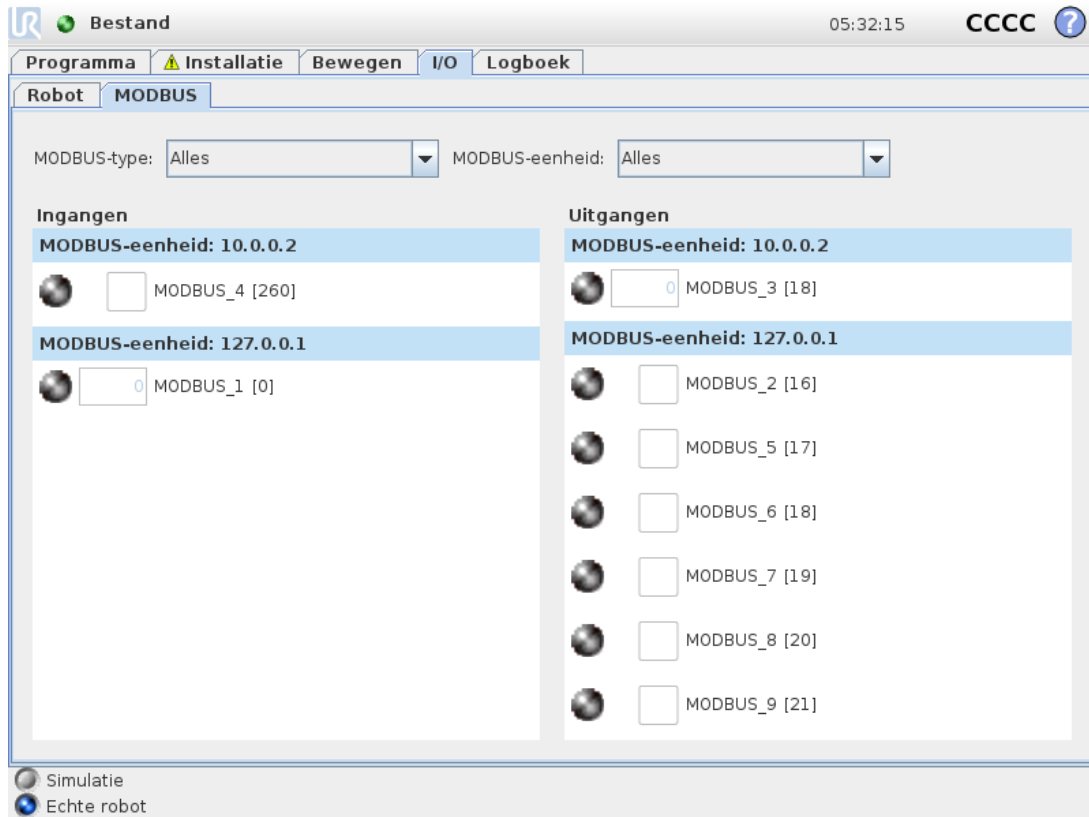 UR Bestand 05:32:15 CCCC ?
Programma Installatie Bewegen I/O Logboek
Robot MODBUS
MODBUS-type: Alles MODBUS-eenheid: Alles
Ingangen
MODBUS-eenheid: 10.0.0.2
MODBUS_4 [260]
MODBUS-eenheid: 127.0.0.1
0 MODBUS_1 [0]
Uitgangen
MODBUS-eenheid: 10.0.0.2
0 MODBUS_3 [18]
MODBUS-eenheid: 127.0.0.1
MODBUS_2 [16]
MODBUS_5 [17]
MODBUS_6 [18]
MODBUS_7 [19]
MODBUS_8 [20]
MODBUS_9 [21]
Simulatie
Echte robot